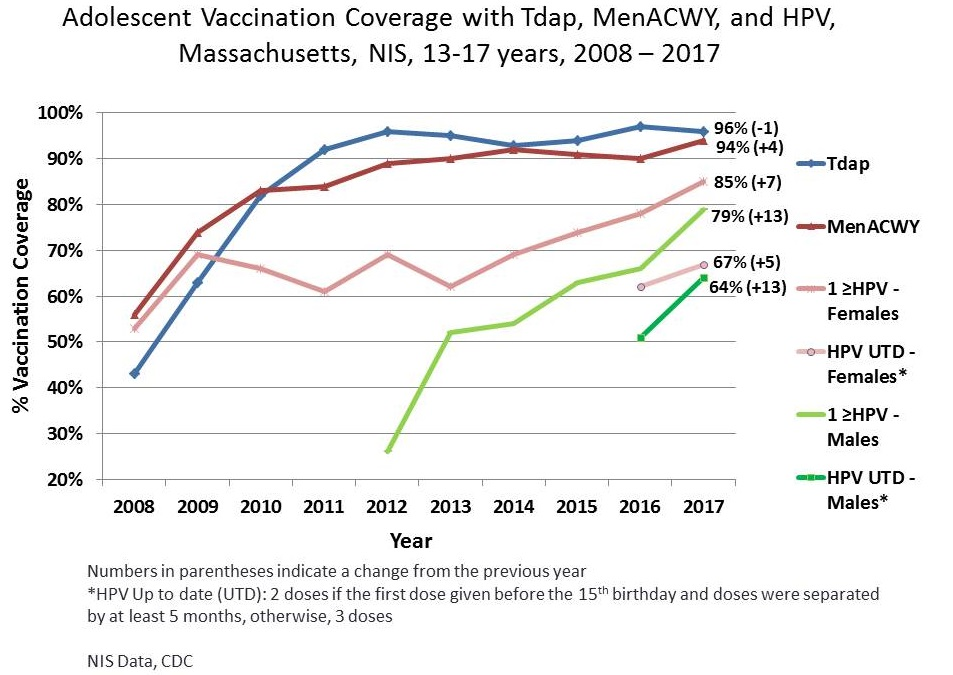 Adolescent Vaccination Coverage with Tdap, MenACWY, and HPV,
Massachusetts, NIS, 13-17 years, 2008 – 2017
% Vaccination Coverage
100%
90%
80%
70%
60%
50%
40%
30%
20%
2008 2009 2010 2011 2012 2013 2014 2015 2016 2017
Year
96% (-1)
94% (+4)
85% (+7)
79% (+13)
67% (+5)
64% (+13)
Tdap
MenACWY
1 ≥HPV -
Females
HPV UTD -
Females*
1 ≥HPV -
Males
HPV UTD -
Males*
Numbers in parentheses indicate a change from the previous year
*HPV Up to date (UTD): 2 doses if the first dose given before the 15th birthday and doses were separated
by at least 5 months, otherwise, 3 doses
NIS Data, CDC